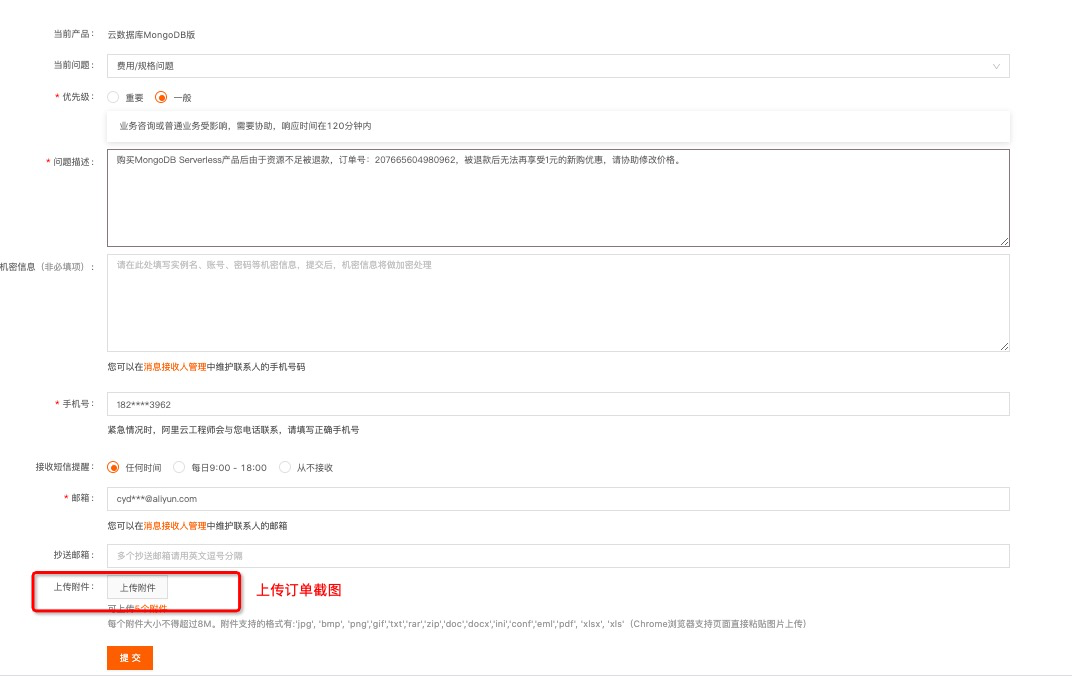 当前产品： 云数据库MongoDB版
当前问题： 费用/规格问题
* 优先级： 重要 一般
业务咨询或普通业务受影响，需要协助，响应时间在120分钟内
* 问题描述： 购买MongoDB Serverless产品后由于资源不足被退款，订单号：207665604980962，被退款后无法再享受1元的新购优惠，请协助修改价格。
机密信息（非必填项）： 请在此处填写实例名、账号、密码等机密信息，提交后，机密信息将做加密处理
您可以在消息接收人管理中维护联系人的手机号码
* 手机号： 182****3962
紧急情况时，阿里云工程师会与您电话联系，请填写正确手机号
接收短信提醒： 任何时间 每日9:00 - 18:00 从不接收
* 邮箱： cyd***@aliyun.com
您可以在消息接收人管理中维护联系人的邮箱
抄送邮箱： 多个抄送邮箱请用英文逗号分隔
上传附件： 上传附件 上传订单截图
可上传5个附件
每个附件大小不得超过8M。附件支持的格式有:'jpg', 'bmp', 'png','gif','txt','rar','zip','doc','docx','ini','conf','eml','pdf', 'xlsx', 'xls'（Chrome浏览器支持页面直接粘贴图片上传）
提 交